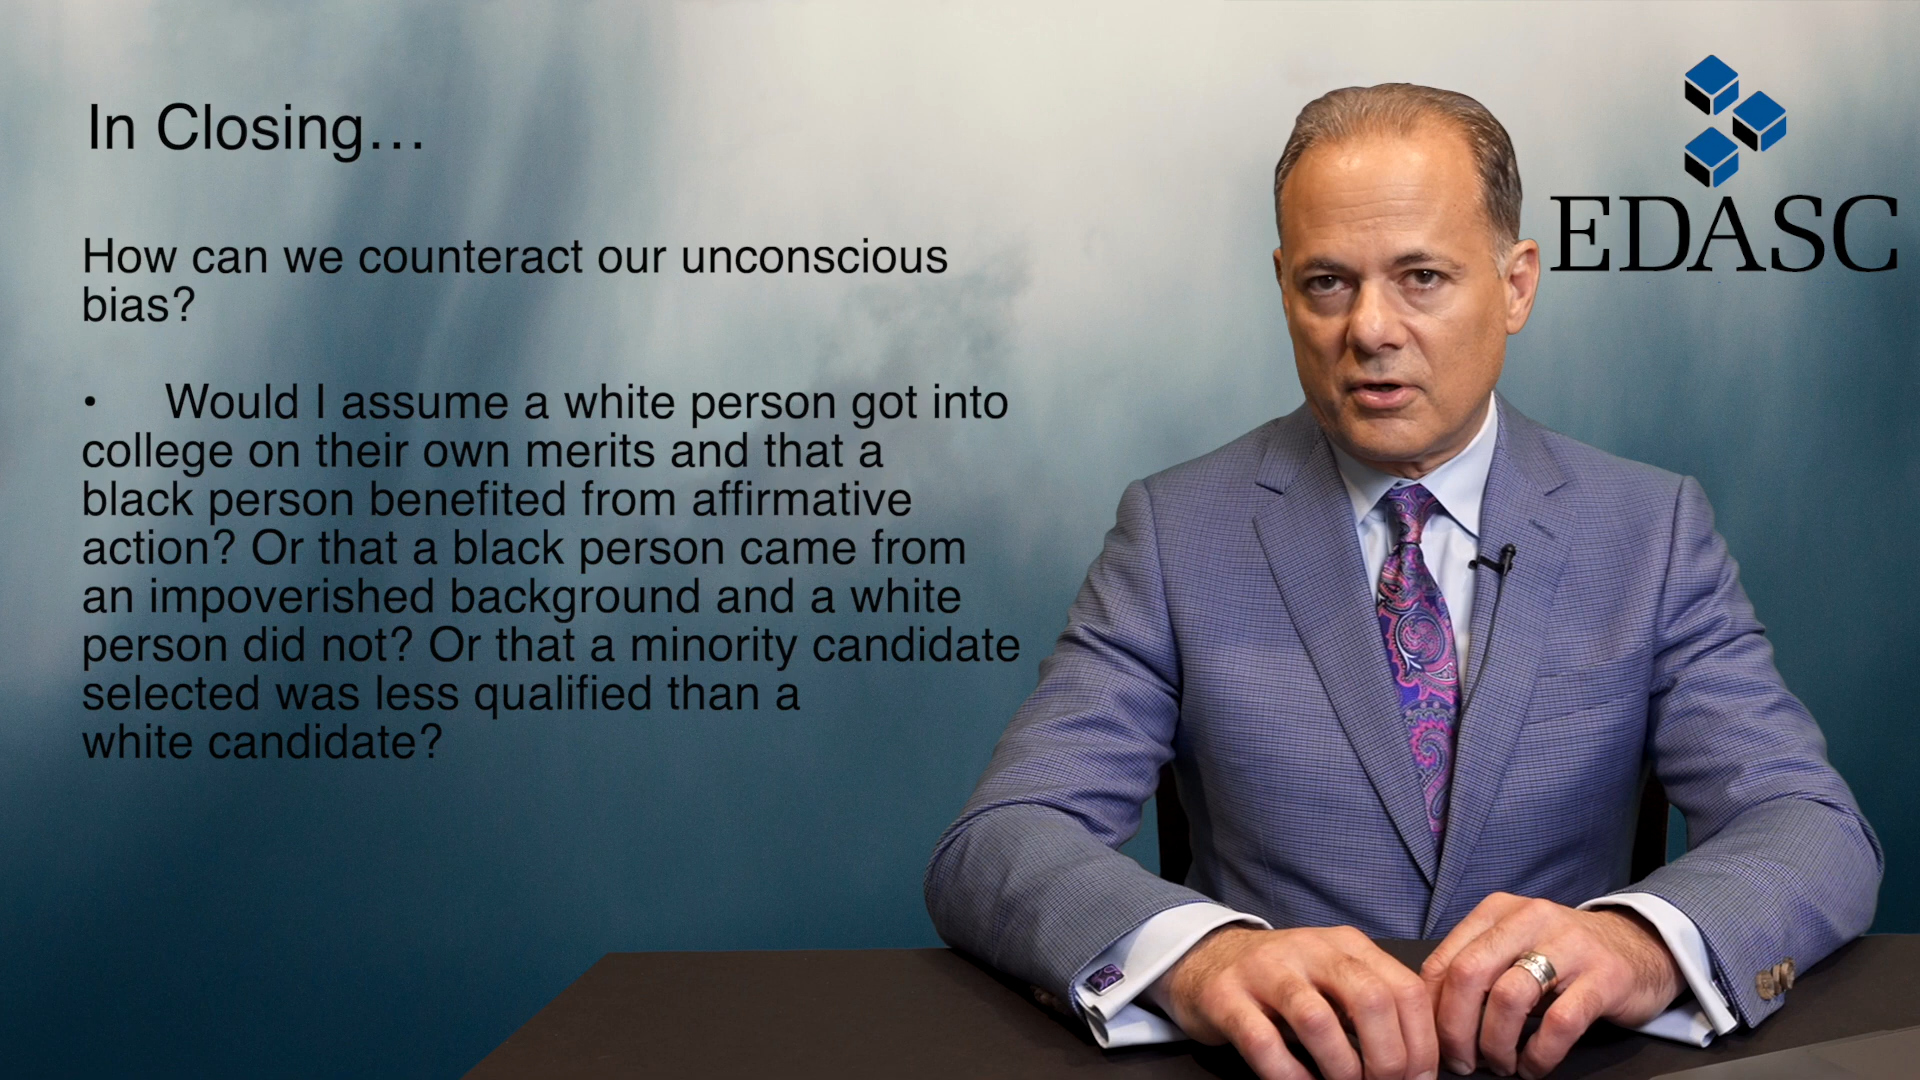 In Closing…
How can we counteract our unconscious
bias?
• Would I assume a white person got into
college on their own merits and that a
black person benefited from affirmative
action? Or that a black person came from
an impoverished background and a white
person did not? Or that a minority candidate
selected was less qualified than a
white candidate?
EDASC